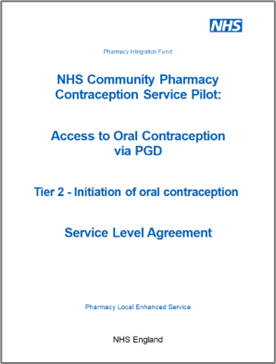 NHS
Pharmacy Integration Fund
NHS Community Pharmacy
Contraception Service Pilot:
Access to Oral Contraception
via PGD
Tier 2 - Initiation of oral contraception
Service Level Agreement
Pharmacy Local Enhanced Service
NHS England